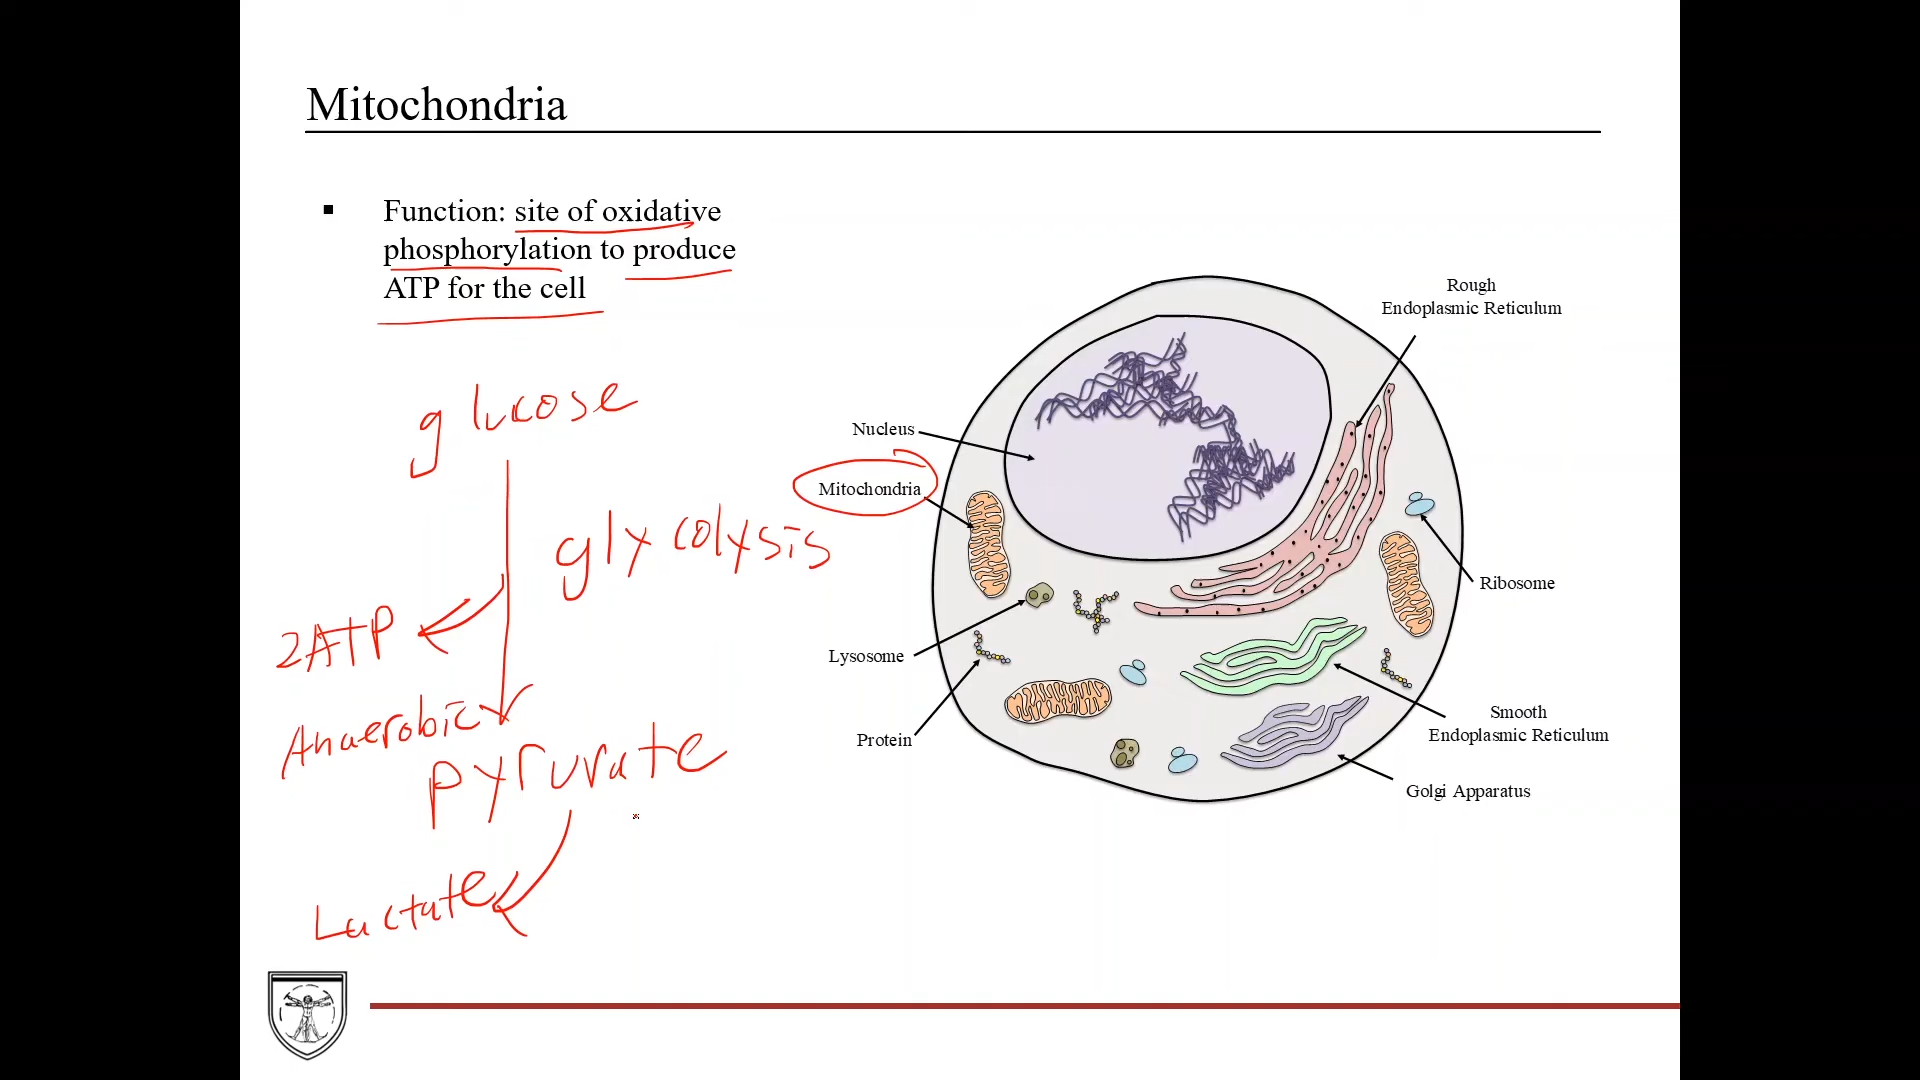 Mitochondria
▪ Function: site of oxidative
phosphorylation to produce
ATP for the cell
glucose
glycolysis
2ATP
Anaerobic
pyruvate
Lactate
Rough
Endoplasmic Reticulum
Nucleus
Mitochondria
Ribosome
Lysosome
Protein
Smooth
Endoplasmic Reticulum
Golgi Apparatus